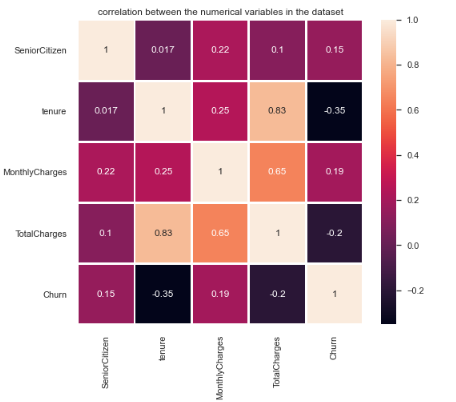 correlation between the numerical variables in the dataset
SeniorCitizen 1 0.017 0.22 0.1 0.15
tenure 0.017 1 0.25 0.83 -0.35
MonthlyCharges 0.22 0.25 1 0.65 0.19
TotalCharges 0.1 0.83 0.65 1 -0.2
Churn 0.15 -0.35 0.19 -0.2 1
SeniorCitizen
tenure
MonthlyCharges
TotalCharges
Churn
1.0
0.8
0.6
0.4
0.2
0.0
-0.2